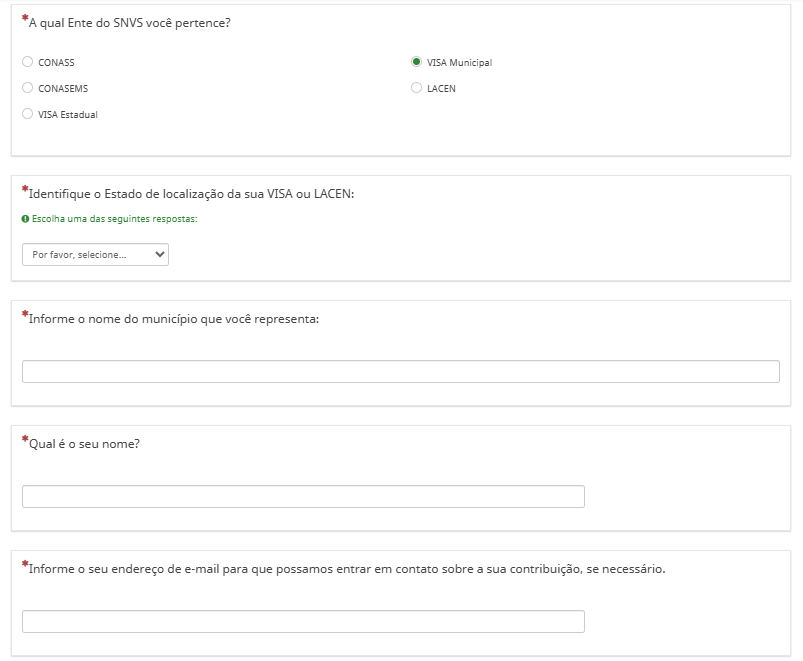 *A qual Ente do SNVS você pertence?
CONASS
VISA Municipal
CONASEMS
LACEN
VISA Estadual
*Identifique o Estado de localização da sua VISA ou LACEN:
Escolha uma das seguintes respostas:
Por favor, selecione...
*Informe o nome do município que você representa:
*Qual é o seu nome?
*Informe o seu endereço de e-mail para que possamos entrar em contato sobre a sua contribuição, se necessário.